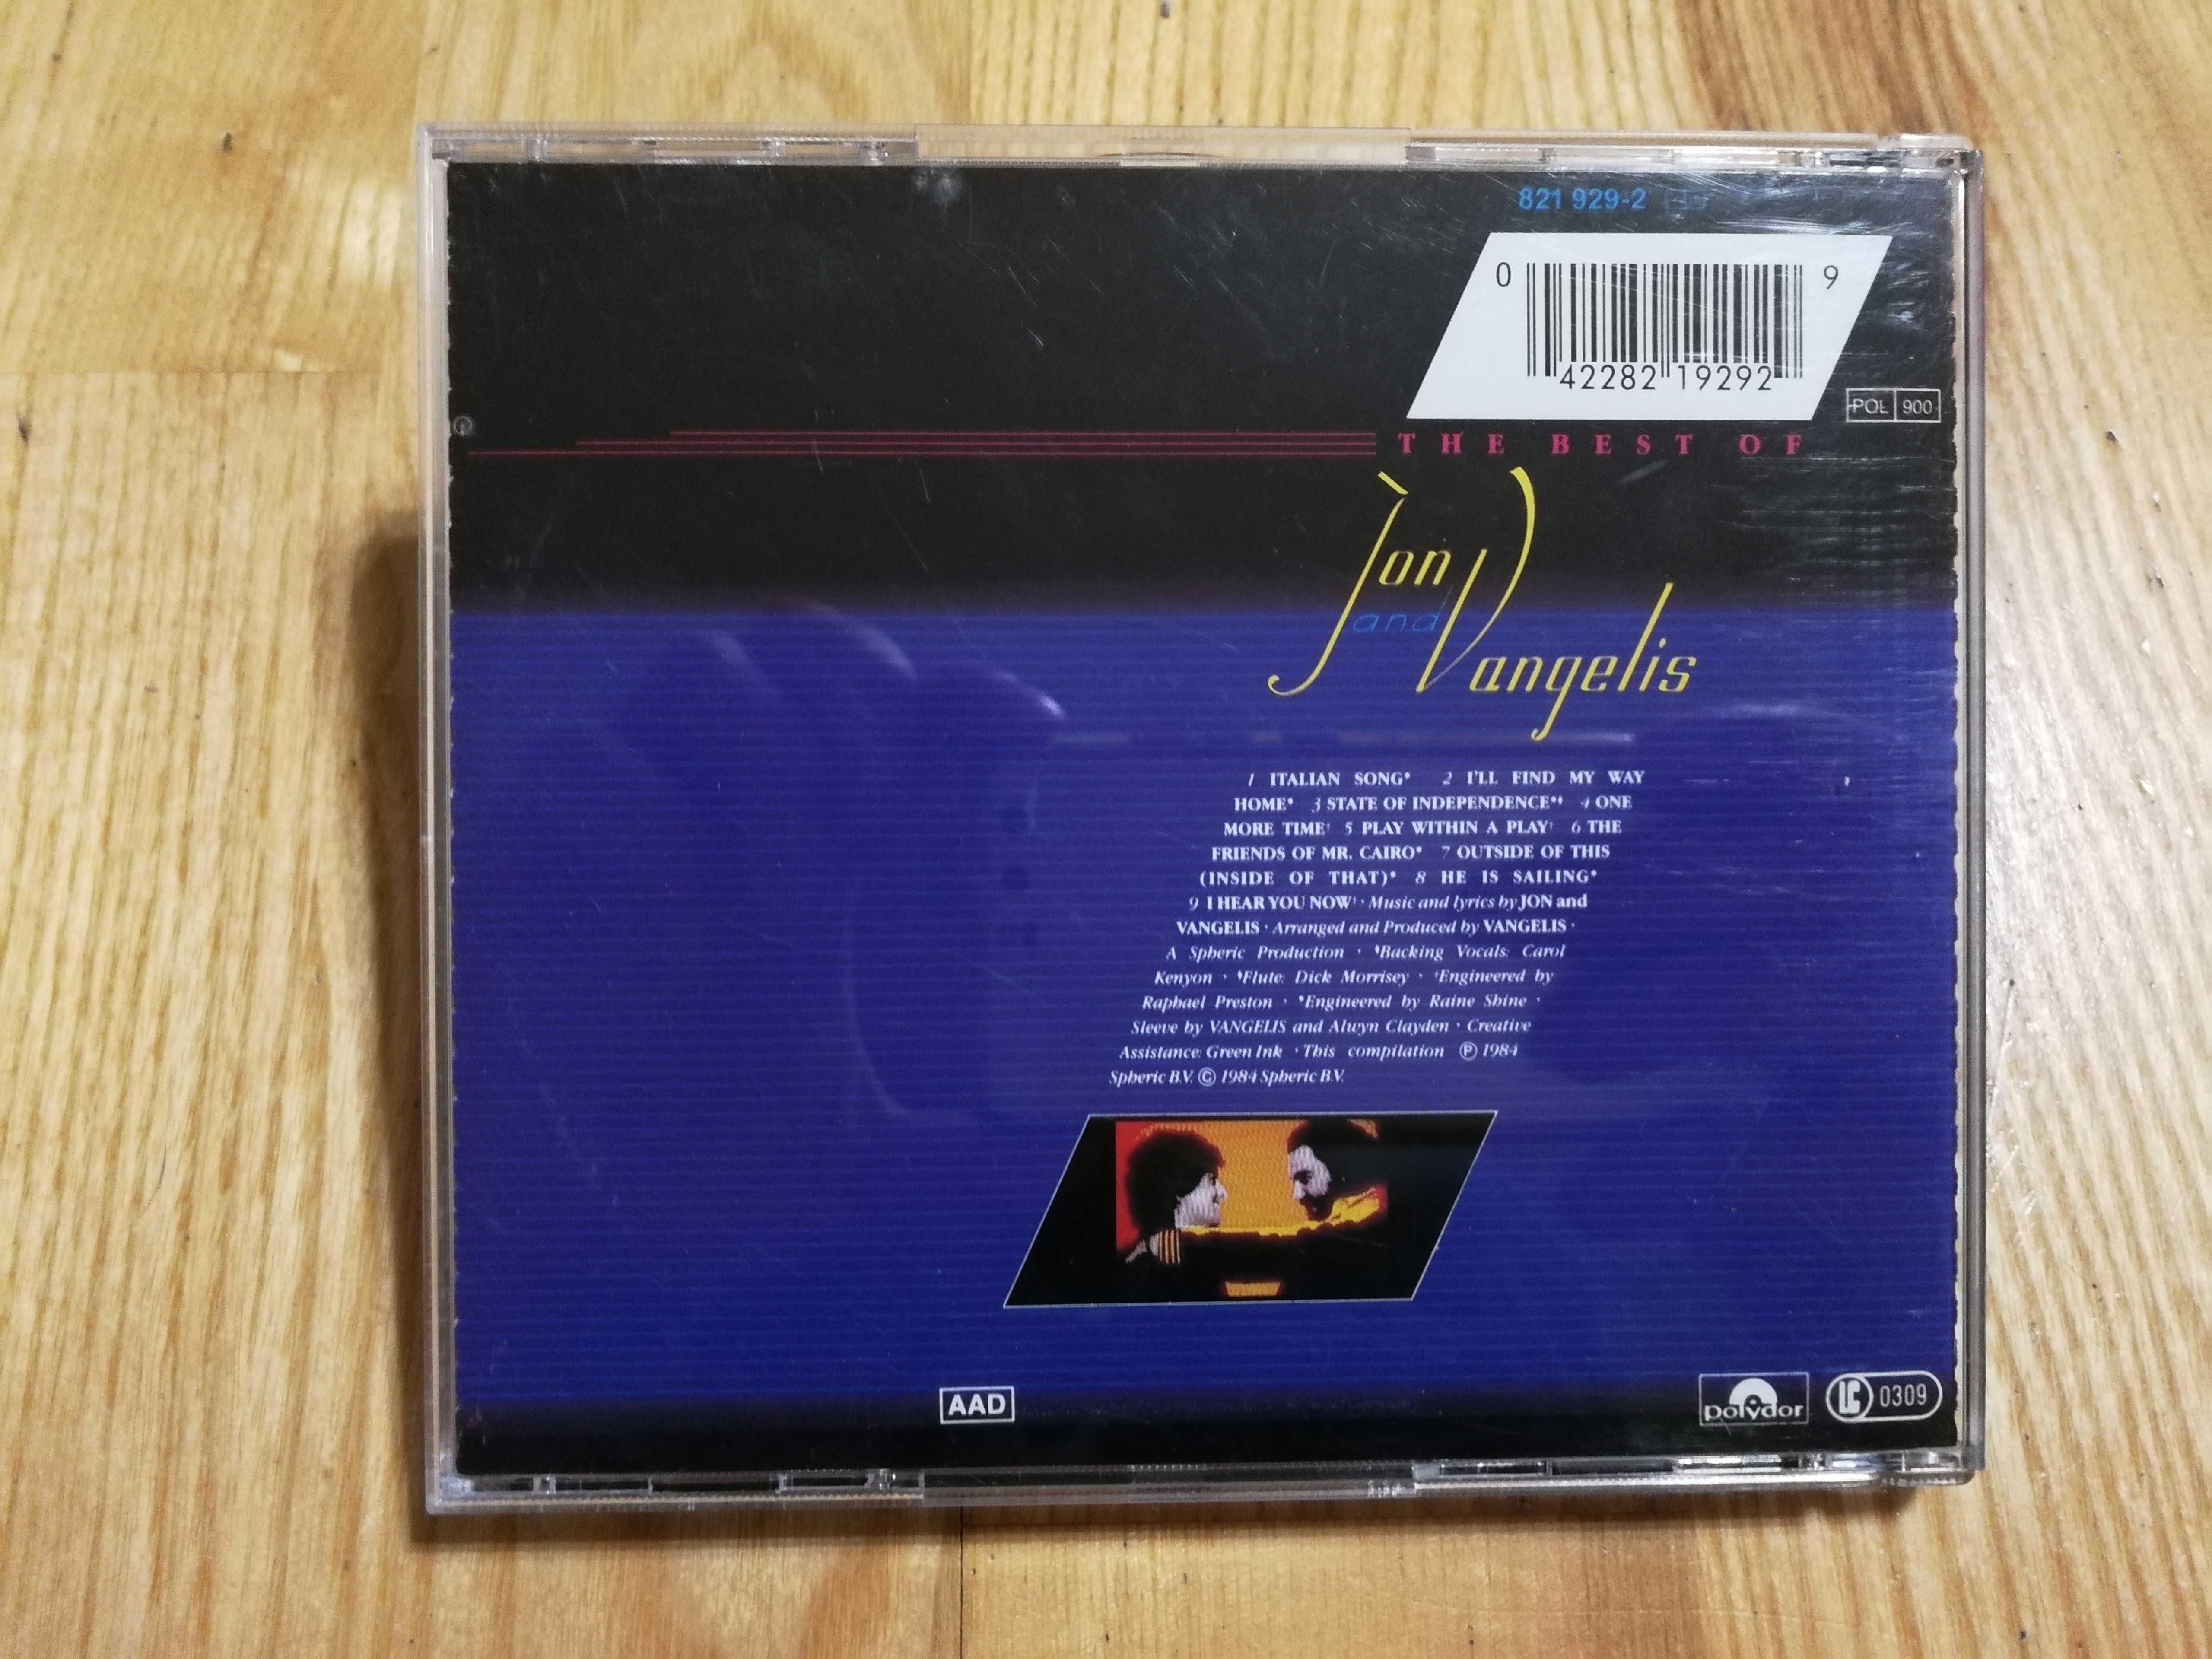 821 929-2
0 9
42282 19292
POL 900
THE BEST OF
Jon
and
Vangelis
1 ITALIAN SONG* 2 I'LL FIND MY WAY
HOME* 3 STATE OF INDEPENDENCE*♦ 4 ONE
MORE TIME† 5 PLAY WITHIN A PLAY† 6 THE
FRIENDS OF MR. CAIRO* 7 OUTSIDE OF THIS
(INSIDE OF THAT)* 8 HE IS SAILING*
9 I HEAR YOU NOW† · Music and lyrics by JON and
VANGELIS · Arranged and Produced by VANGELIS ·
A Spheric Production · ♦Backing Vocals: Carol
Kenyon · ♦Flute: Dick Morrisey · †Engineered by
Raphael Preston · *Engineered by Raine Shine ·
Sleeve by VANGELIS and Alwyn Clayden · Creative
Assistance: Green Ink · This compilation ℗ 1984
Spheric B.V. © 1984 Spheric B.V.
AAD
polydor
LC 0309